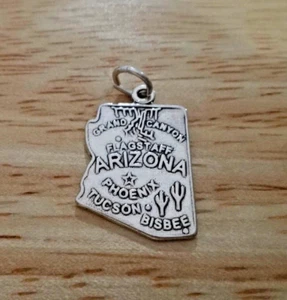 GRAND CANYON
FLAGSTAFF
ARIZONA
PHOENIX
TUCSON
BISBEE